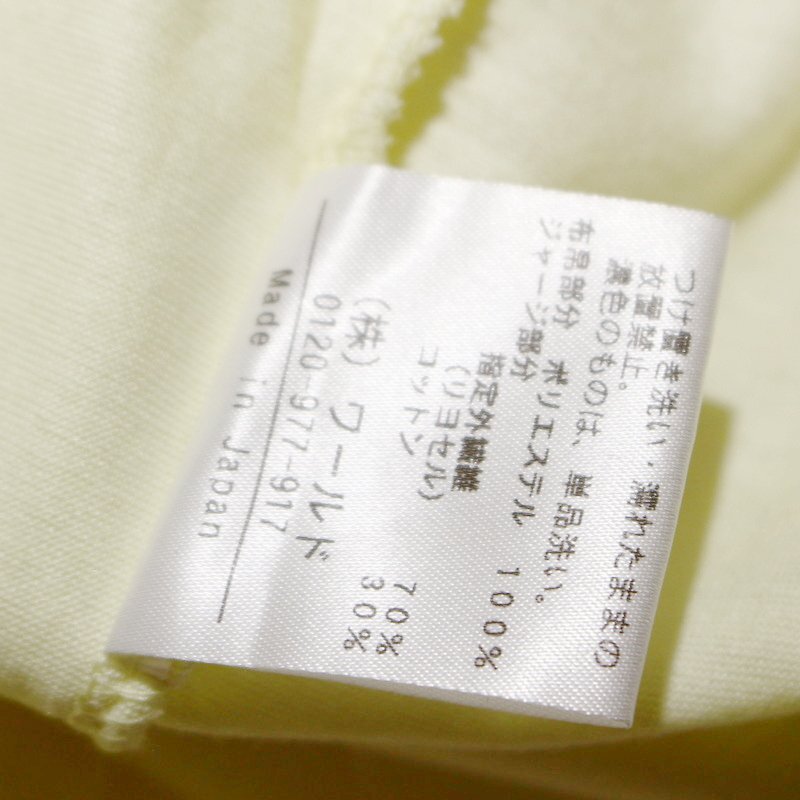 つけ置き洗い・濡れたままの
放置禁止。
濃色のものは、単品洗い。
布帛部分 ポリエステル 100%
ジャージ部分
指定外繊維
(リヨセル) 70%
コットン 30%
(株)ワールド
0120-977-917
Made in Japan